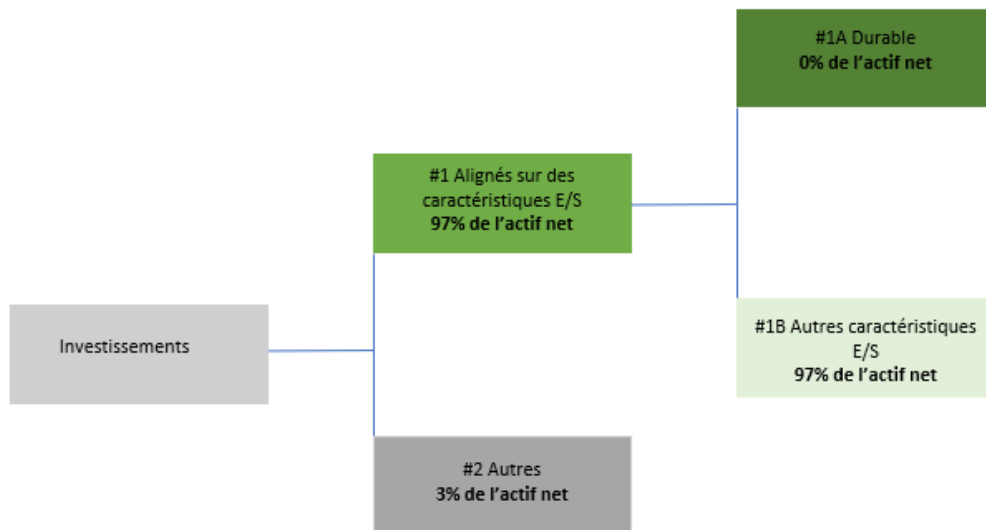 #1A Durable
0% de l’actif net
#1 Alignés sur des
caractéristiques E/S
97% de l’actif net
Investissements
#1B Autres caractéristiques
E/S
97% de l’actif net
#2 Autres
3% de l’actif net